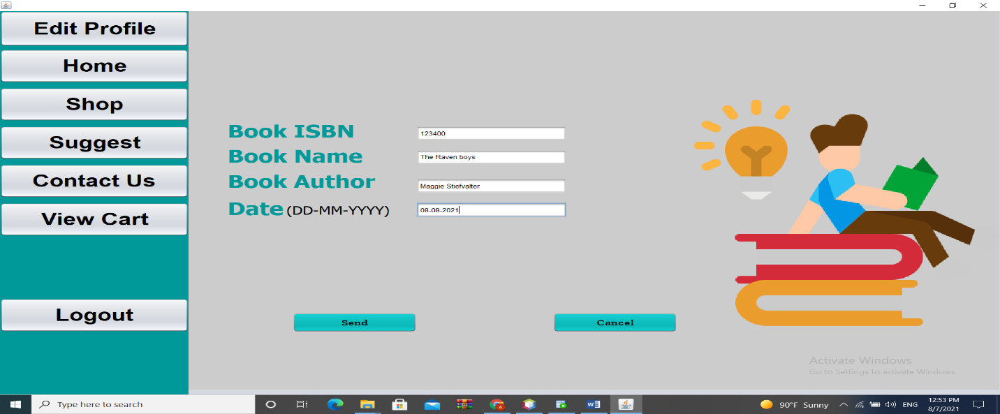 Edit Profile
Home
Shop
Suggest
Contact Us
View Cart
Logout
Book ISBN 123400
Book Name The Raven boys
Book Author Maggie Stiefvalter
Date (DD-MM-YYYY) 08-08-2021
Send Cancel
Activate Windows
Go to Settings to activate Windows.
Type here to search
90°F Sunny
ENG
12:53 PM
8/7/2021